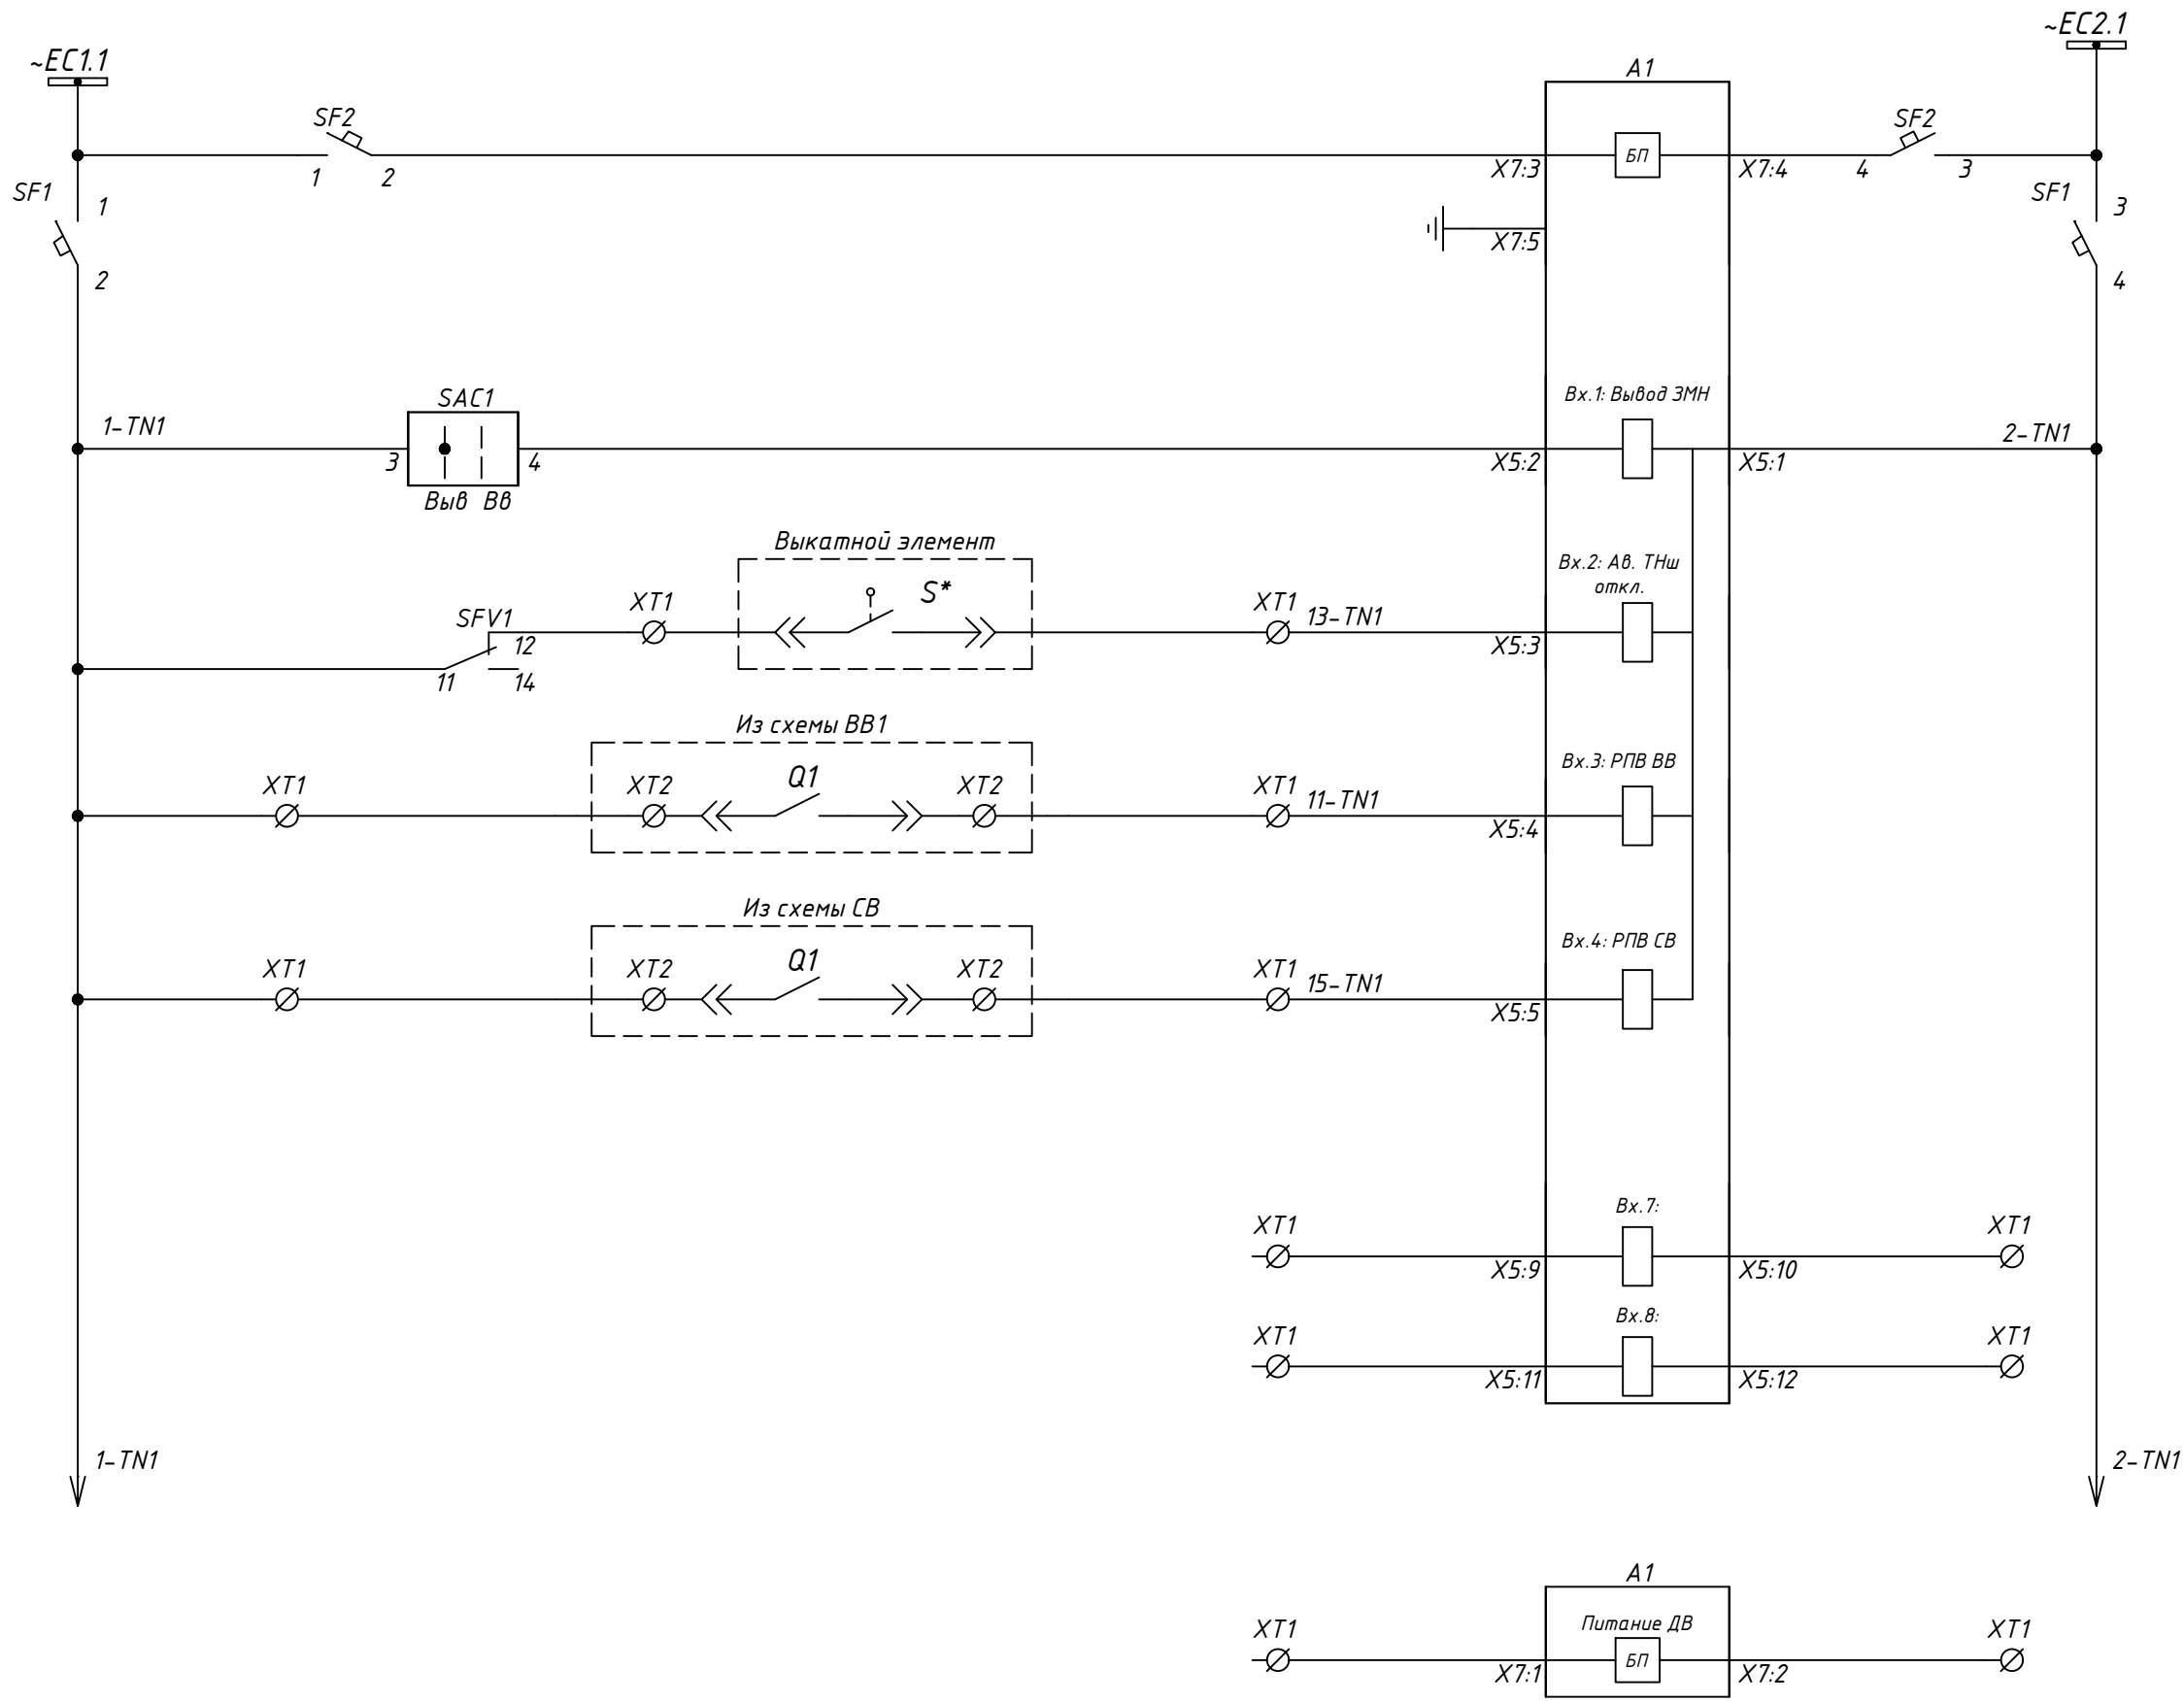 ~EC1.1
~EC2.1
A1
SF2
1
2
X7:3
БП
X7:4
SF2
4
3
SF1
1
2
X7:5
SF1
3
4
1-TN1
SAC1
3
4
Выв Вв
Вх.1: Вывод ЗМН
X5:2
X5:1
2-TN1
Выкатной элемент
S*
SFV1
12
11
14
XT1
XT1
13-TN1
Вх.2: Ав. ТНш
откл.
X5:3
Из схемы ВВ1
XT1
XT2
Q1
XT2
XT1
11-TN1
Вх.3: РПВ ВВ
X5:4
Из схемы СВ
XT1
XT2
Q1
XT2
XT1
15-TN1
Вх.4: РПВ СВ
X5:5
Вх.7:
XT1
X5:9
X5:10
XT1
Вх.8:
XT1
X5:11
X5:12
XT1
1-TN1
2-TN1
A1
Питание ДВ
XT1
X7:1
БП
X7:2
XT1